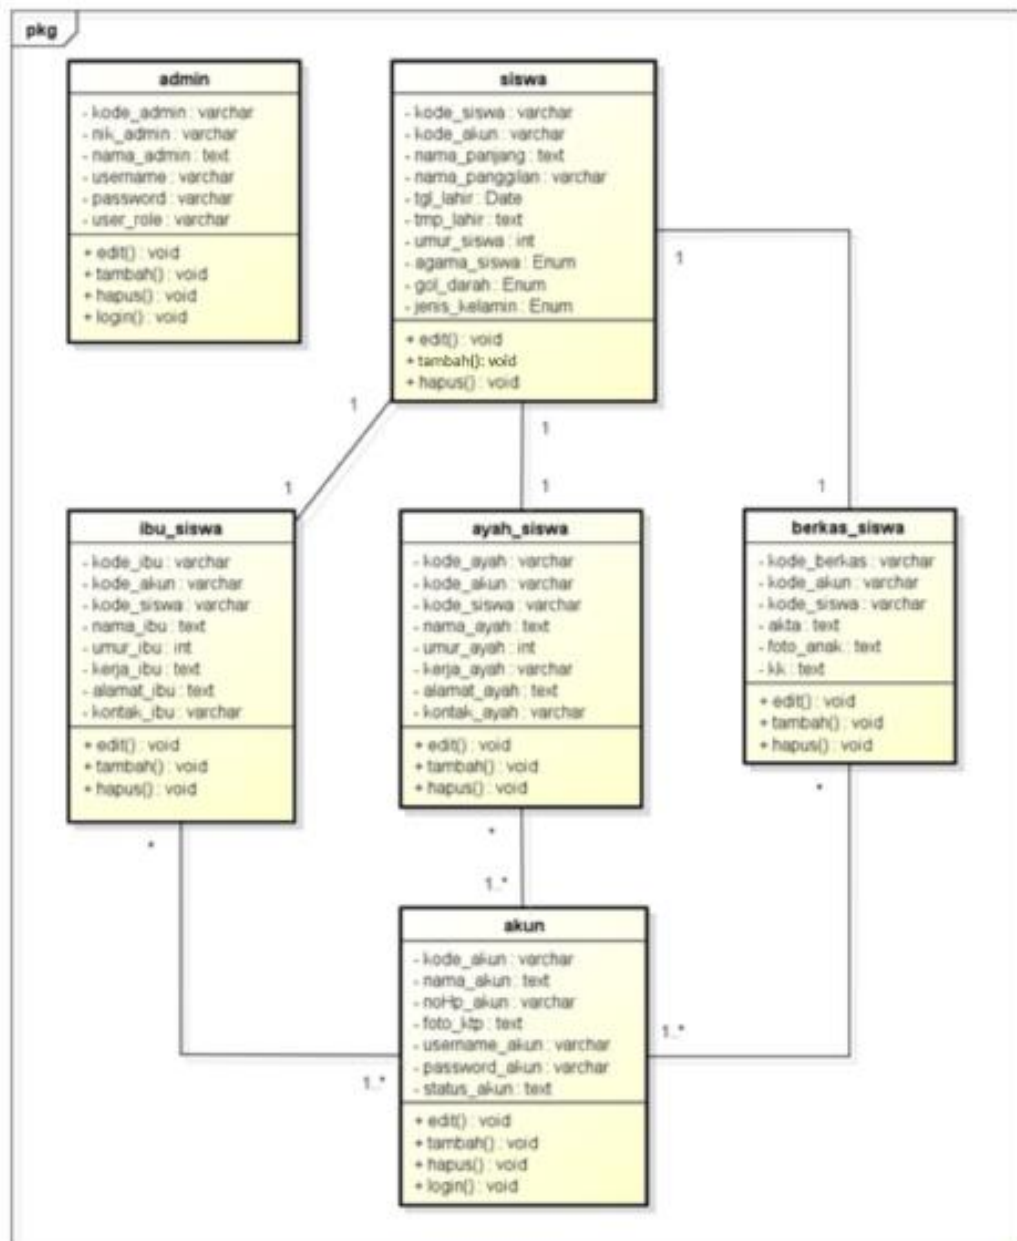 pkg
admin
- kode_admin : varchar
- nik_admin : varchar
- nama_admin : text
- username : varchar
- password : varchar
- user_role : varchar
+ edit() : void
+ tambah() : void
+ hapus() : void
+ login() : void
siswa
- kode_siswa : varchar
- kode_akun : varchar
- nama_panjang : text
- nama_panggilan : varchar
- tgl_lahir : Date
- tmp_lahir : text
- umur_siswa : int
- agama_siswa : Enum
- gol_darah : Enum
- jenis_kelamin : Enum
+ edit() : void
+ tambah(): void
+ hapus() : void
1
1
1
1
1
1
ibu_siswa
- kode_ibu : varchar
- kode_akun : varchar
- kode_siswa : varchar
- nama_ibu : text
- umur_ibu : int
- kerja_ibu : text
- alamat_ibu : text
- kontak_ibu : varchar
+ edit() : void
+ tambah() : void
+ hapus() : void
ayah_siswa
- kode_ayah : varchar
- kode_akun : varchar
- kode_siswa : varchar
- nama_ayah : text
- umur_ayah : int
- kerja_ayah : varchar
- alamat_ayah : text
- kontak_ayah : varchar
+ edit() : void
+ tambah() : void
+ hapus() : void
berkas_siswa
- kode_berkas : varchar
- kode_akun : varchar
- kode_siswa : varchar
- akta : text
- foto_anak : text
- kk : text
+ edit() : void
+ tambah() : void
+ hapus() : void
*
*
*
1..*
1..*
1..*
akun
- kode_akun : varchar
- nama_akun : text
- noHp_akun : varchar
- foto_ktp : text
- username_akun : varchar
- password_akun : varchar
- status_akun : text
+ edit() : void
+ tambah() : void
+ hapus() : void
+ login() : void